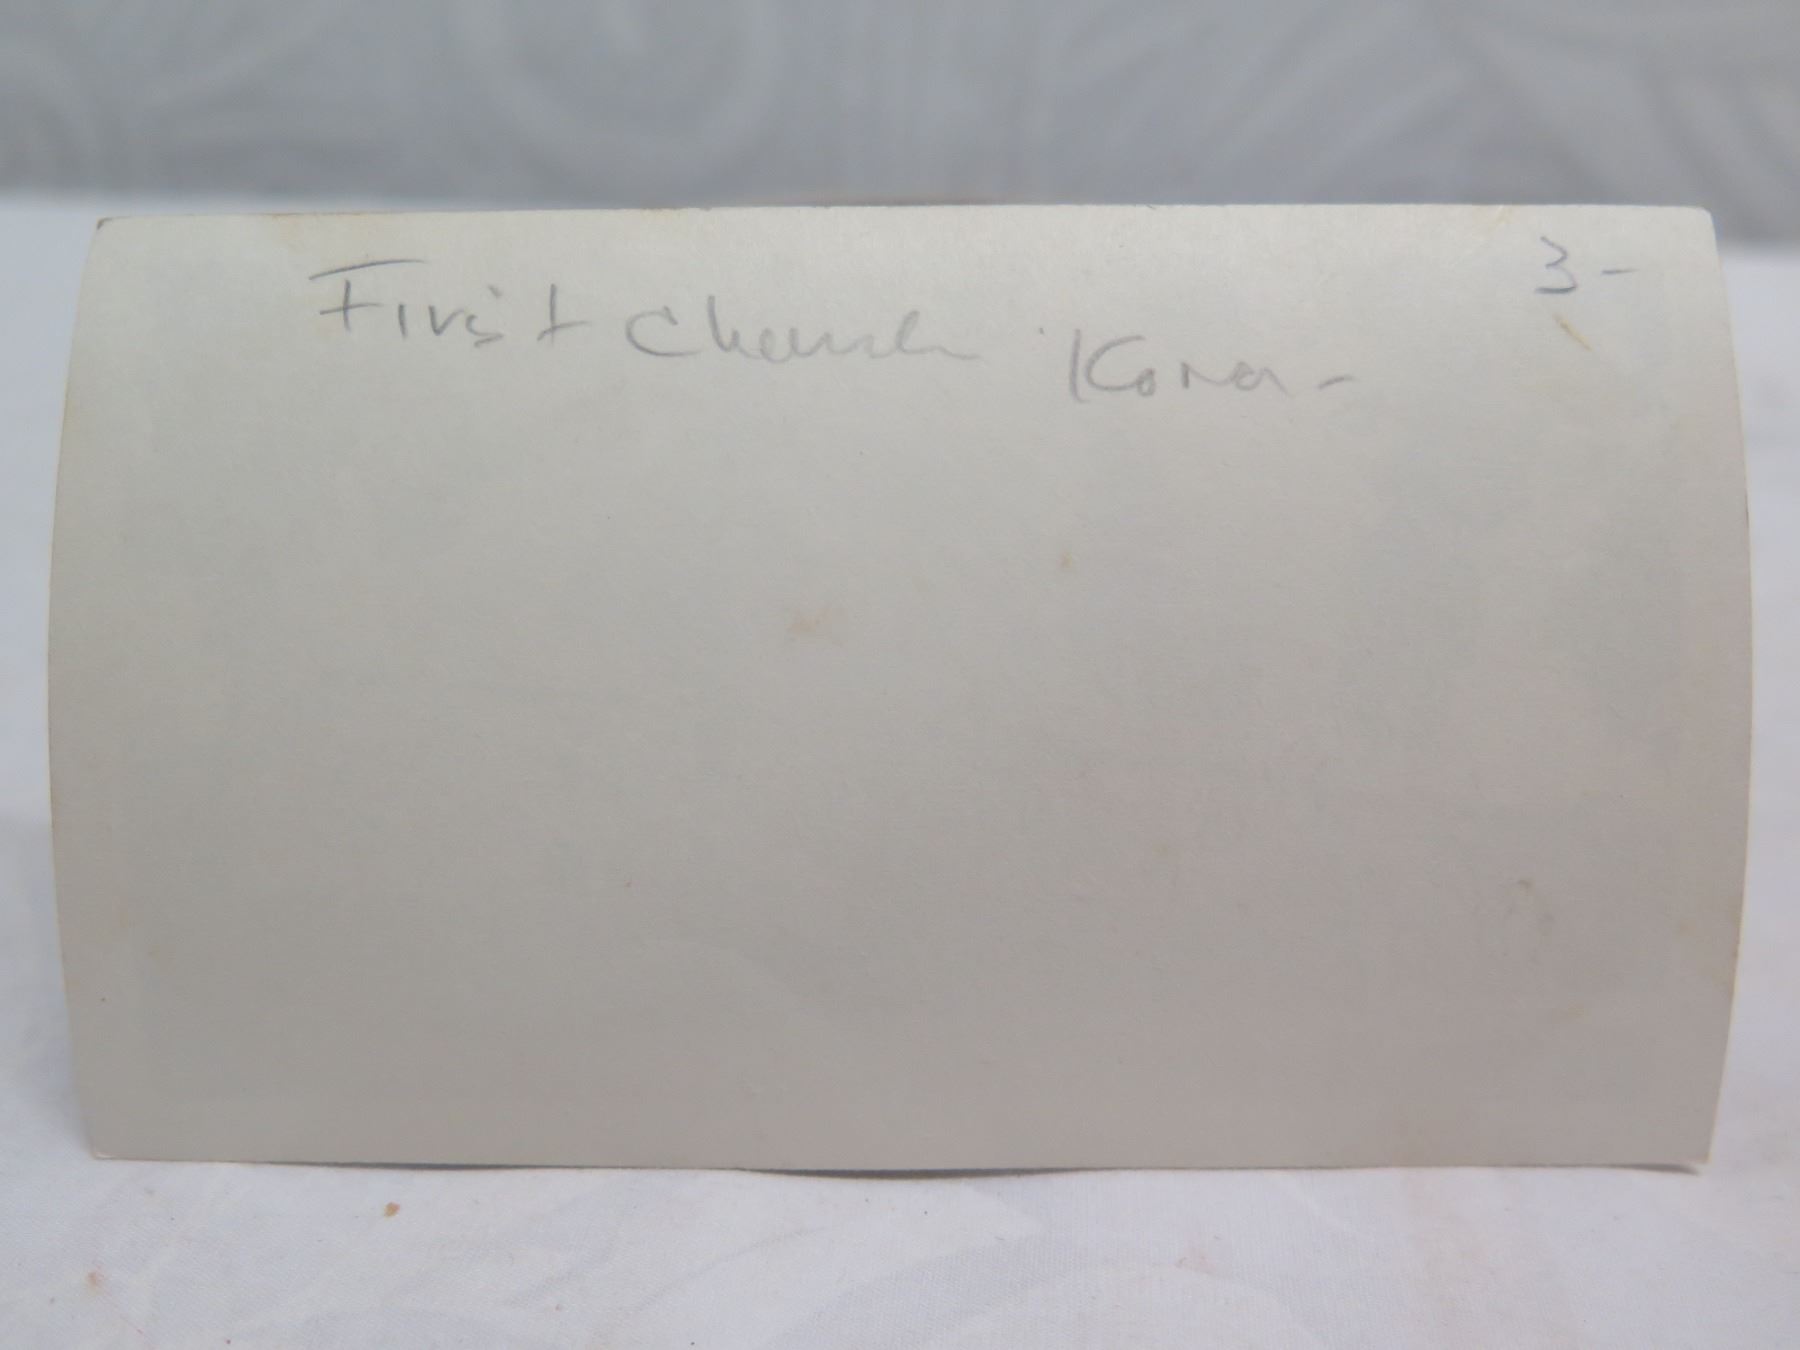 First Church Kona -
3 -